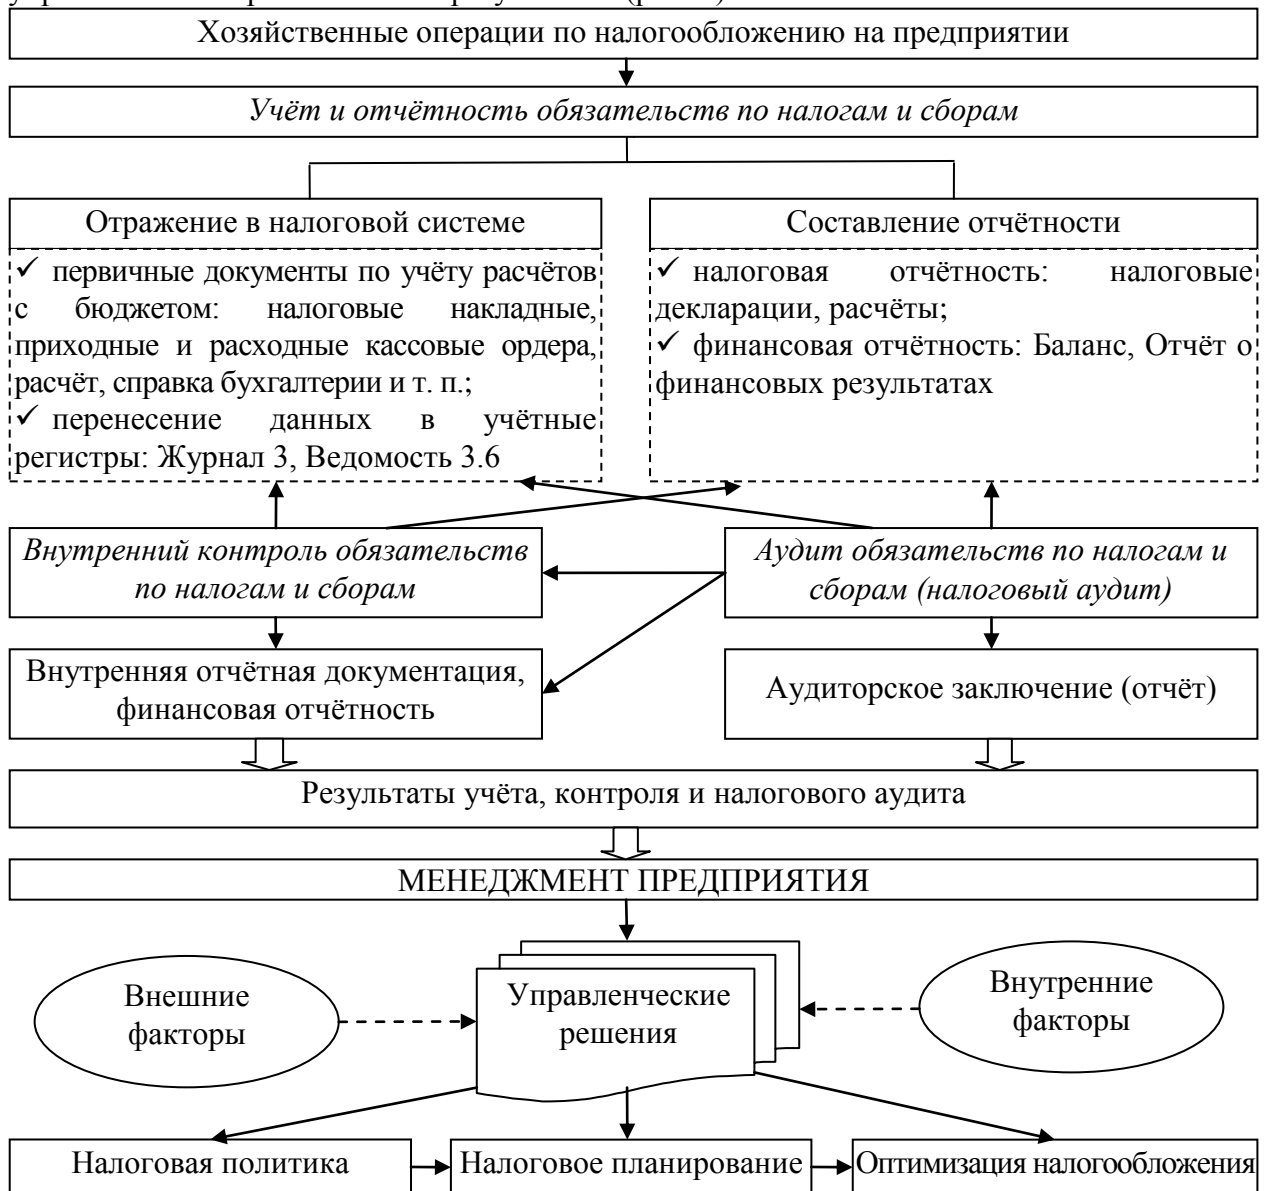 Хозяйственные операции по налогообложению на предприятии
Учёт и отчётность обязательств по налогам и сборам
Отражение в налоговой системе
✓ первичные документы по учёту расчётов
с бюджетом: налоговые накладные,
приходные и расходные кассовые ордера,
расчёт, справка бухгалтерии и т. п.;
✓ перенесение данных в учётные
регистры: Журнал 3, Ведомость 3.6
Составление отчётности
✓ налоговая отчётность: налоговые
декларации, расчёты;
✓ финансовая отчётность: Баланс, Отчёт о
финансовых результатах
Внутренний контроль обязательств
по налогам и сборам
Аудит обязательств по налогам и
сборам (налоговый аудит)
Внутренняя отчётная документация,
финансовая отчётность
Аудиторское заключение (отчёт)
Результаты учёта, контроля и налогового аудита
МЕНЕДЖМЕНТ ПРЕДПРИЯТИЯ
Внешние
факторы
Управленческие
решения
Внутренние
факторы
Налоговая политика
Налоговое планирование
Оптимизация налогообложения